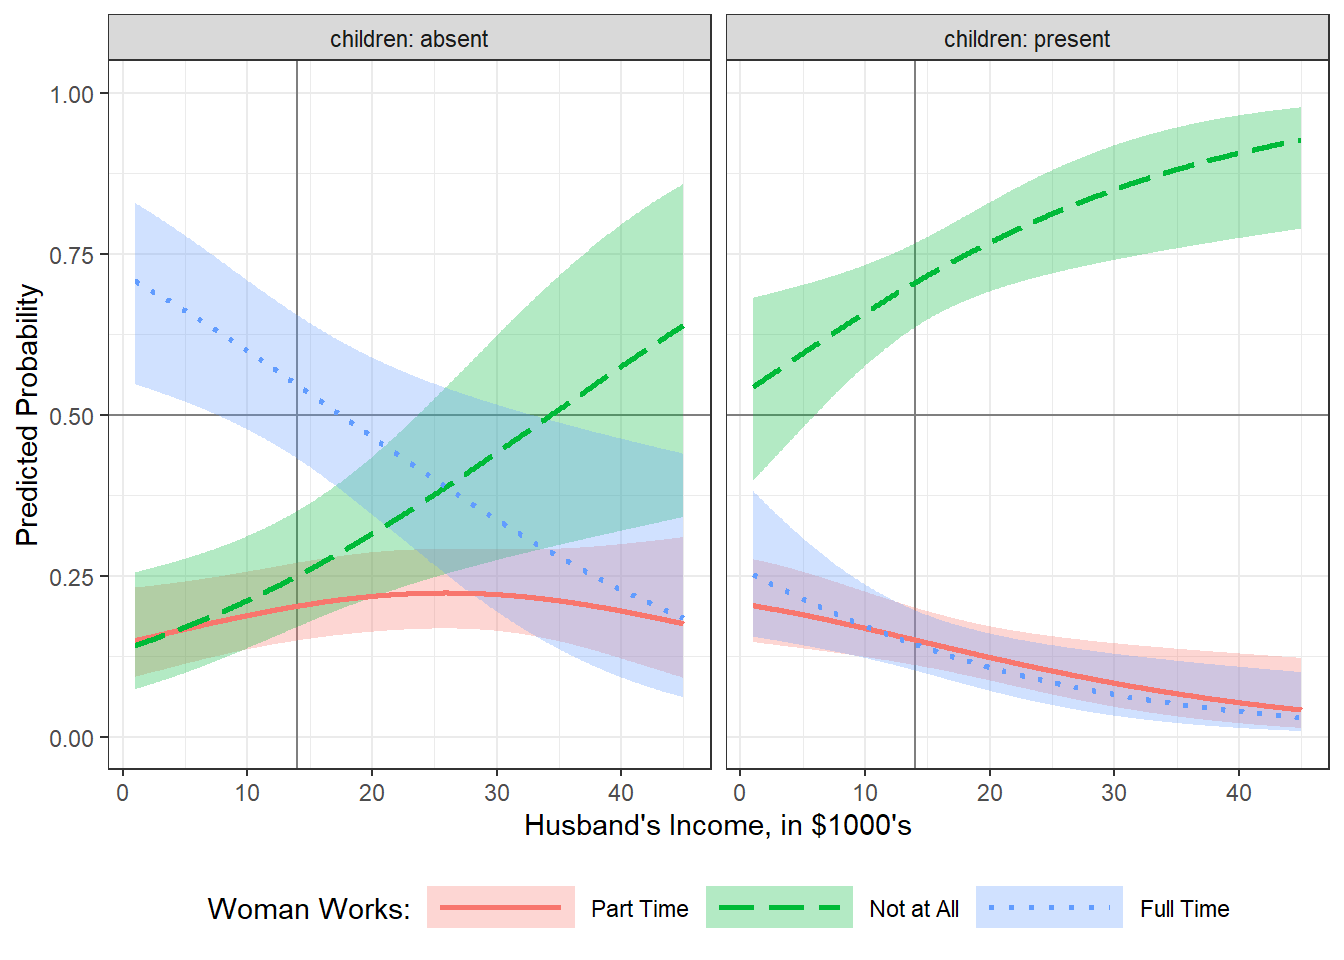 children: absent
children: present
1.00
0.75
0.50
0.25
0.00
Predicted Probability
0 10 20 30 40
0 10 20 30 40
Husband's Income, in $1000's
Woman Works: Part Time Not at All Full Time